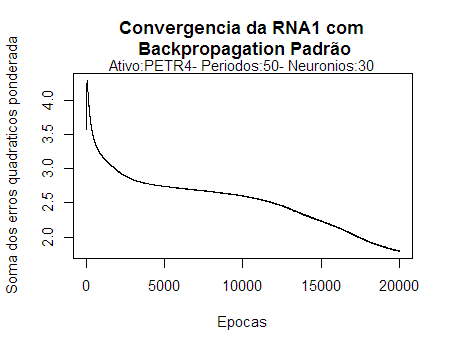 Convergencia da RNA1 com
Backpropagation Padrão
Ativo:PETR4- Periodos:50- Neuronios:30
Soma dos erros quadraticos ponderada
4.0
3.5
3.0
2.5
2.0
0 5000 10000 15000 20000
Epocas